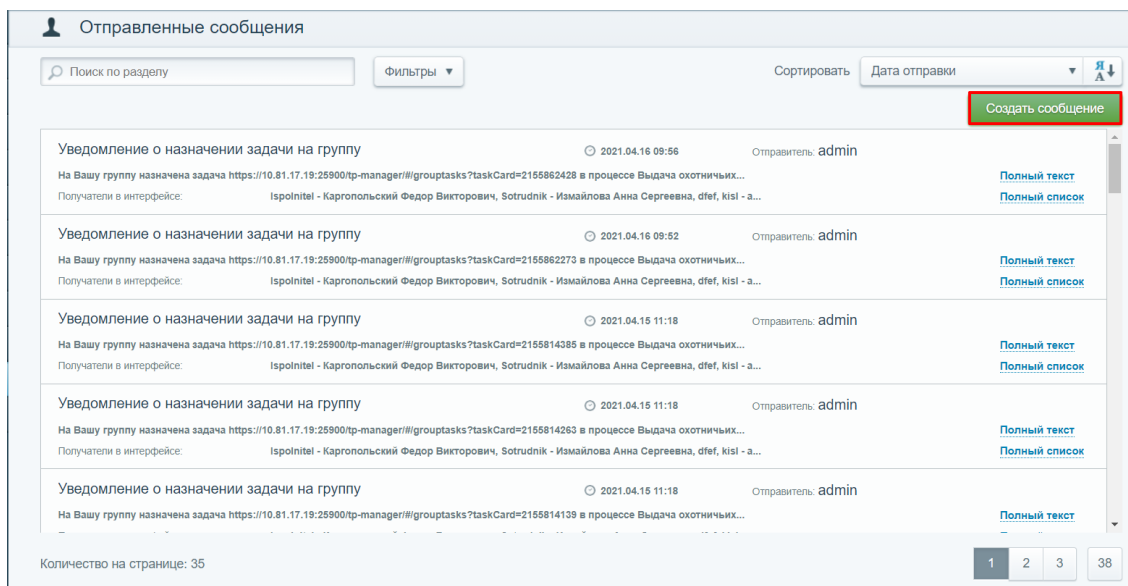 Отправленные сообщения
Поиск по разделу Фильтры ▼ Сортировать Дата отправки ▼ Я А
Создать сообщение
Уведомление о назначении задачи на группу 2021.04.16 09:56 Отправитель: admin
На Вашу группу назначена задача https://10.81.17.19:25900/tp-manager/#/grouptasks?taskCard=2155862428 в процессе Выдача охотничьих... Полный текст
Получатели в интерфейсе: Ispolnitel - Каргопольский Федор Викторович, Sotrudnik - Измайлова Анна Сергеевна, dfef, kisl - a... Полный список
Уведомление о назначении задачи на группу 2021.04.16 09:52 Отправитель: admin
На Вашу группу назначена задача https://10.81.17.19:25900/tp-manager/#/grouptasks?taskCard=2155862273 в процессе Выдача охотничьих... Полный текст
Получатели в интерфейсе: Ispolnitel - Каргопольский Федор Викторович, Sotrudnik - Измайлова Анна Сергеевна, dfef, kisl - a... Полный список
Уведомление о назначении задачи на группу 2021.04.15 11:18 Отправитель: admin
На Вашу группу назначена задача https://10.81.17.19:25900/tp-manager/#/grouptasks?taskCard=2155814385 в процессе Выдача охотничьих... Полный текст
Получатели в интерфейсе: Ispolnitel - Каргопольский Федор Викторович, Sotrudnik - Измайлова Анна Сергеевна, dfef, kisl - a... Полный список
Уведомление о назначении задачи на группу 2021.04.15 11:18 Отправитель: admin
На Вашу группу назначена задача https://10.81.17.19:25900/tp-manager/#/grouptasks?taskCard=2155814263 в процессе Выдача охотничьих... Полный текст
Получатели в интерфейсе: Ispolnitel - Каргопольский Федор Викторович, Sotrudnik - Измайлова Анна Сергеевна, dfef, kisl - a... Полный список
Уведомление о назначении задачи на группу 2021.04.15 11:18 Отправитель: admin
На Вашу группу назначена задача https://10.81.17.19:25900/tp-manager/#/grouptasks?taskCard=2155814139 в процессе Выдача охотничьих... Полный текст
Количество на странице: 35 1 2 3 38